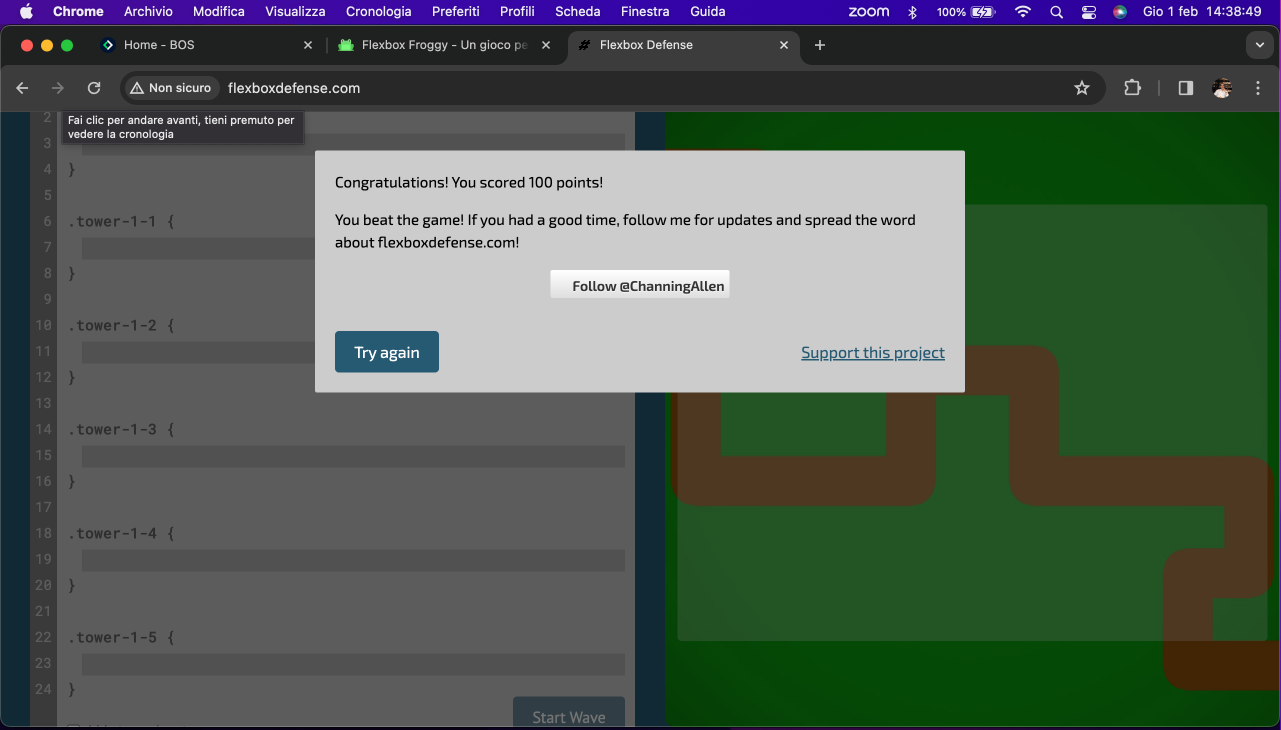 Chrome Archivio Modifica Visualizza Cronologia Preferiti Profili Scheda Finestra Guida zoom 100% Gio 1 feb 14:38:49
Home - BOS Flexbox Froggy - Un gioco pe Flexbox Defense
Non sicuro flexboxdefense.com
Fai clic per andare avanti, tieni premuto per
vedere la cronologia
2
3
4 }
5
6 .tower-1-1 {
7
8 }
9
10 .tower-1-2 {
11
12 }
13
14 .tower-1-3 {
15
16 }
17
18 .tower-1-4 {
19
20 }
21
22 .tower-1-5 {
23
24 }
Start Wave
Congratulations! You scored 100 points!
You beat the game! If you had a good time, follow me for updates and spread the word
about flexboxdefense.com!
Follow @ChanningAllen
Try again
Support this project